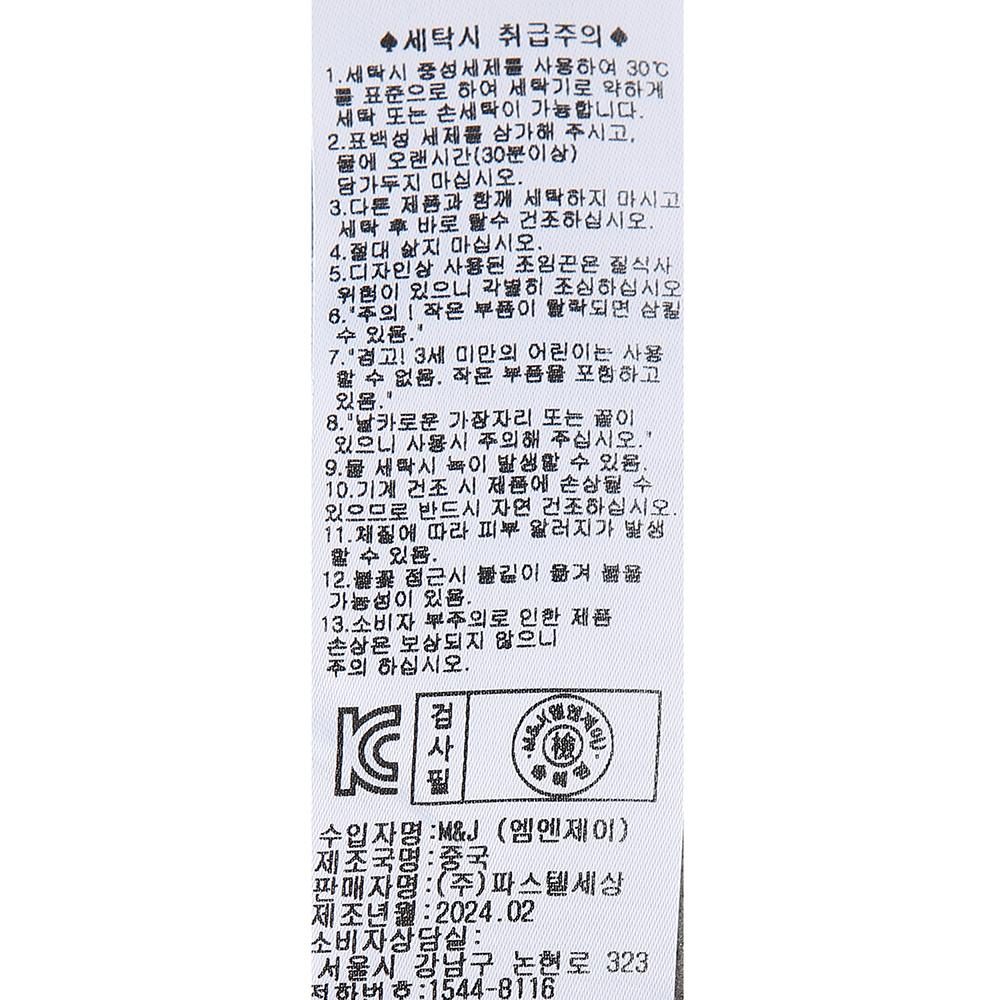 ♠세탁시 취급주의♠
1.세탁시 중성세제를 사용하여 30℃
를 표준으로 하여 세탁기로 약하게
세탁 또는 손세탁이 가능합니다.
2.표백성 세제를 삼가해 주시고,
물에 오랜시간(30분이상)
담가두지 마십시오.
3.다른 제품과 함께 세탁하지 마시고
세탁 후 바로 탈수 건조하십시오.
4.절대 삶지 마십시오.
5.디자인상 사용된 조임끈은 질식사
위험이 있으니 각별히 조심하십시오
6."주의! 작은 부품이 탈락되면 삼킬
수 있음."
7."경고! 3세 미만의 어린이는 사용
할 수 없음. 작은 부품을 포함하고
있음."
8."날카로운 가장자리 또는 끝이
있으니 사용시 주의해 주십시오."
9.물 세탁시 녹이 발생할 수 있음.
10.기계 건조 시 제품에 손상될 수
있으므로 반드시 자연 건조하십시오.
11.재질에 따라 피부 알러지가 발생
할 수 있음.
12.불꽃 접근시 불길이 옮겨 붙을
가능성이 있음.
13.소비자 부주의로 인한 제품
손상은 보상되지 않으니
주의 하십시오.
KC
검사필
檢
수입자명:M&J (엠엔제이)
제조국명:중국
판매자명:(주)파스텔세상
제조년월:2024.02
소비자상담실:
서울시 강남구 논현로 323
전화번호:1544-8116